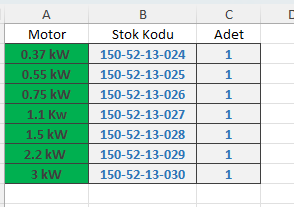 A B C D
Motor Stok Kodu Adet
0.37 kW 150-52-13-024 1
0.55 kW 150-52-13-025 1
0.75 kW 150-52-13-026 1
1.1 Kw 150-52-13-027 1
1.5 kW 150-52-13-028 1
2.2 kW 150-52-13-029 1
3 kW 150-52-13-030 1